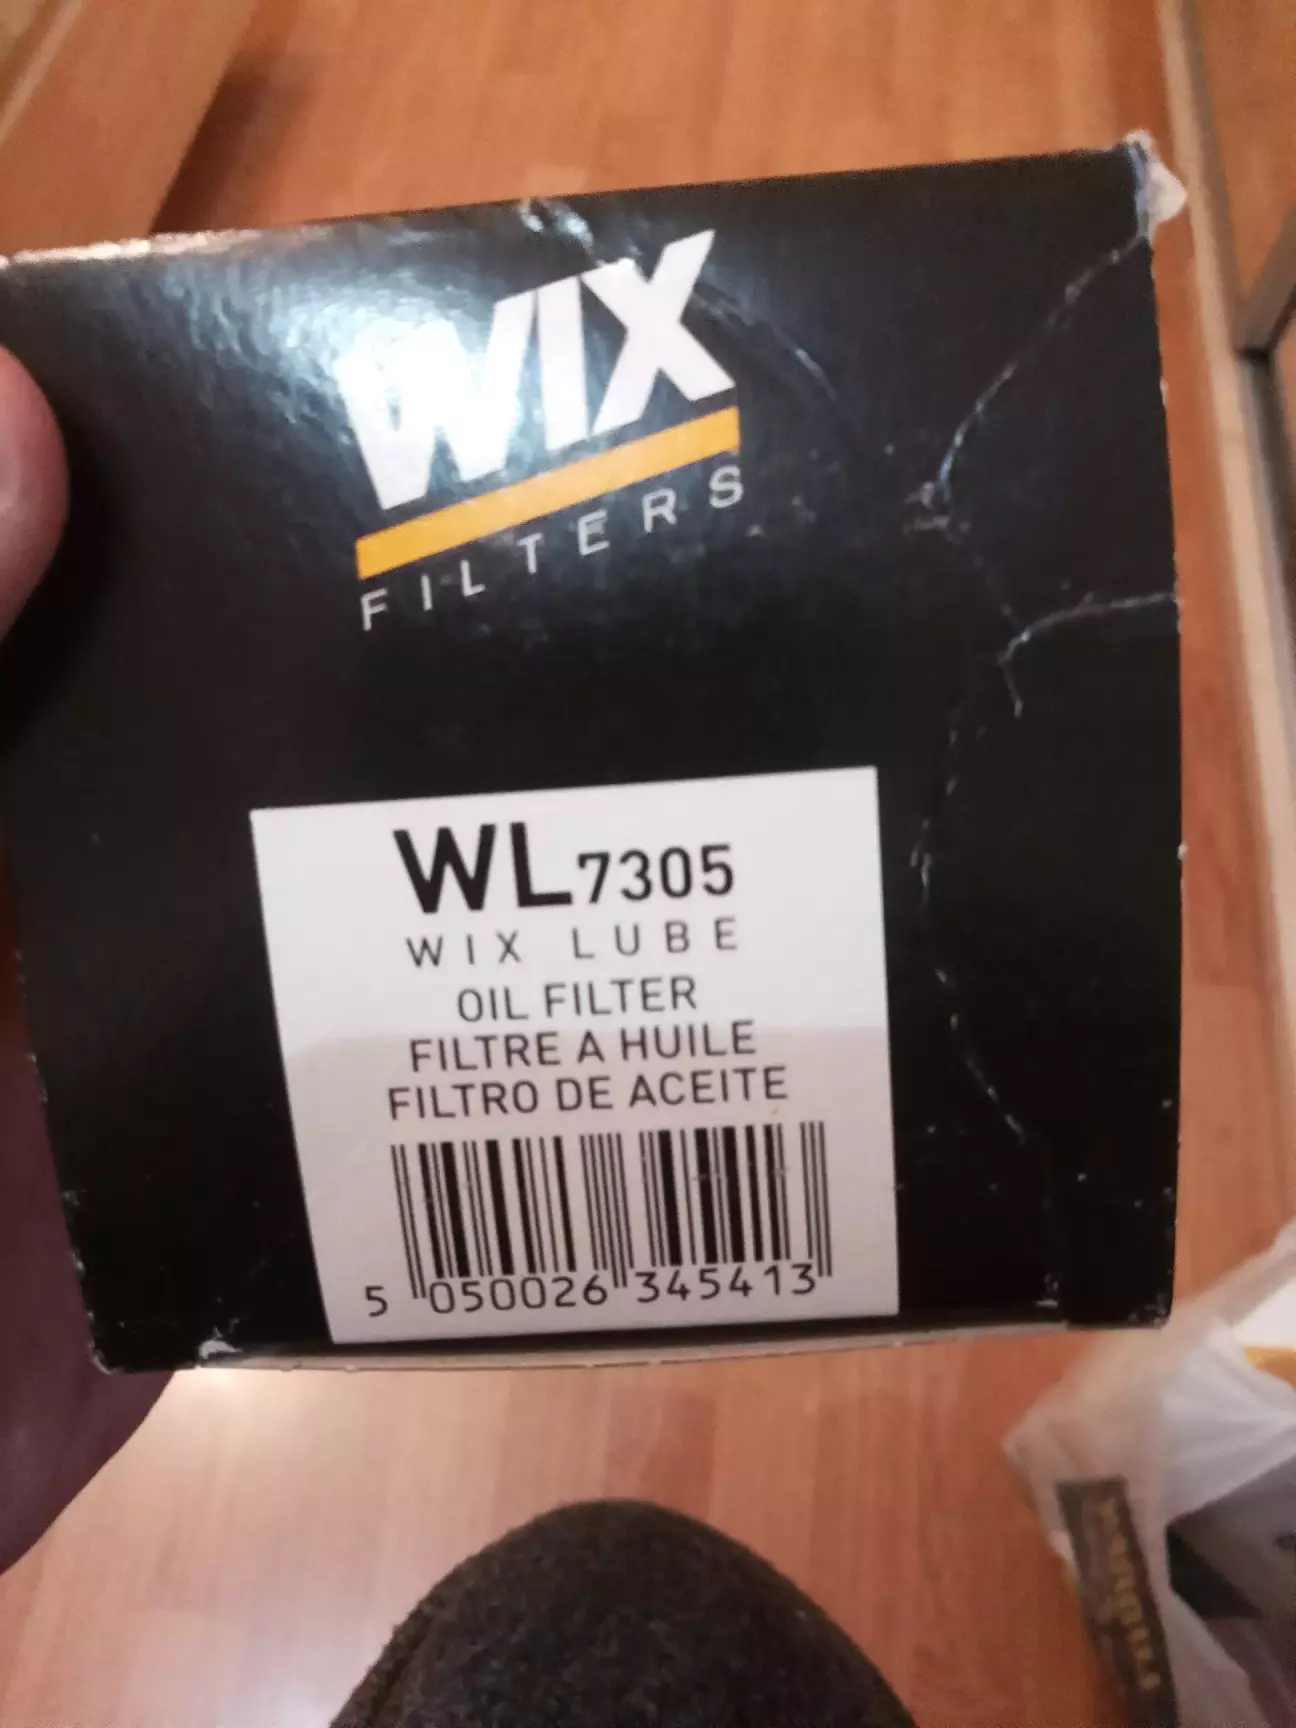 WIX
FILTERS
WL7305
WIX LUBE
OIL FILTER
FILTRE A HUILE
FILTRO DE ACEITE
5 050026 345413